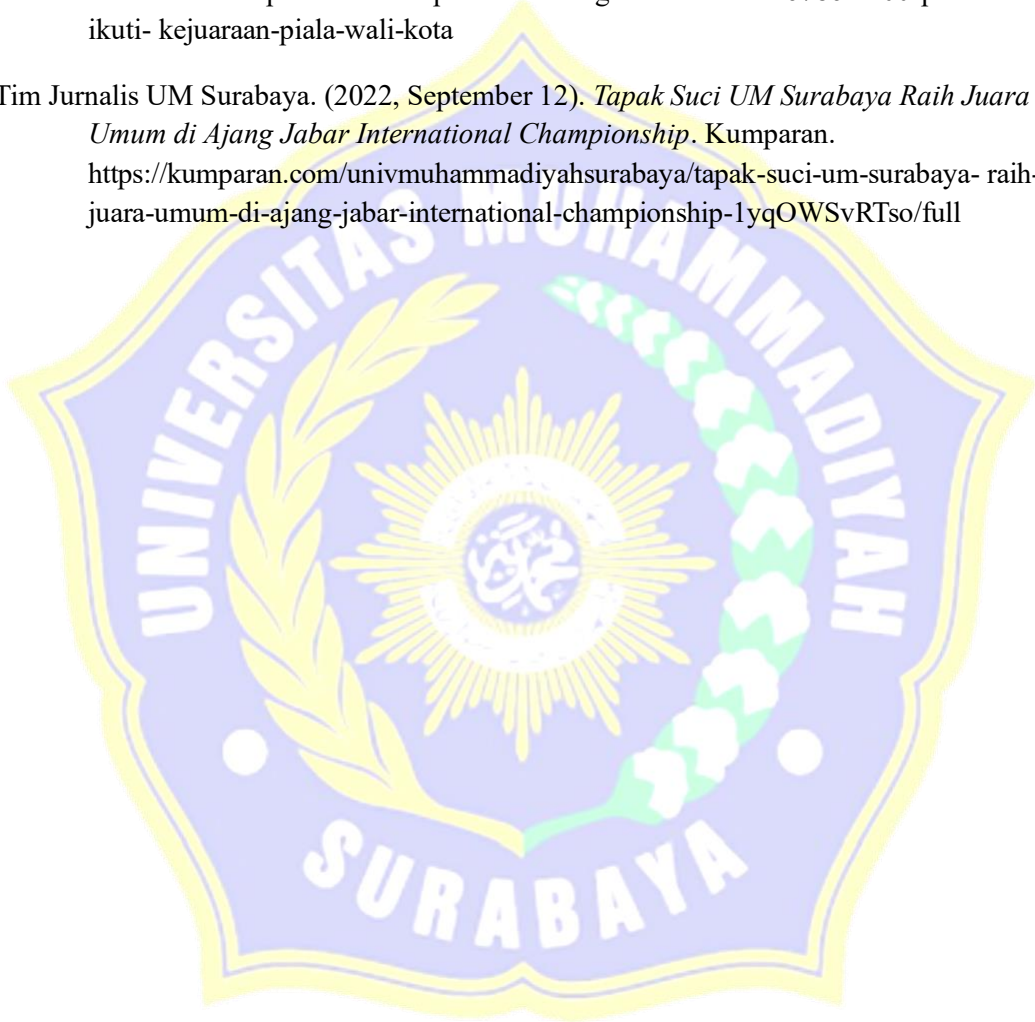 ikuti- kejuaraan-piala-wali-kota
Tim Jurnalis UM Surabaya. (2022, September 12). Tapak Suci UM Surabaya Raih Juara
Umum di Ajang Jabar International Championship. Kumparan.
https://kumparan.com/univmuhammadiyahsurabaya/tapak-suci-um-surabaya- raih-
juara-umum-di-ajang-jabar-international-championship-1yqOWSvRTso/full
UNIVERSITAS MUHAMMADIYAH
SURABAYA